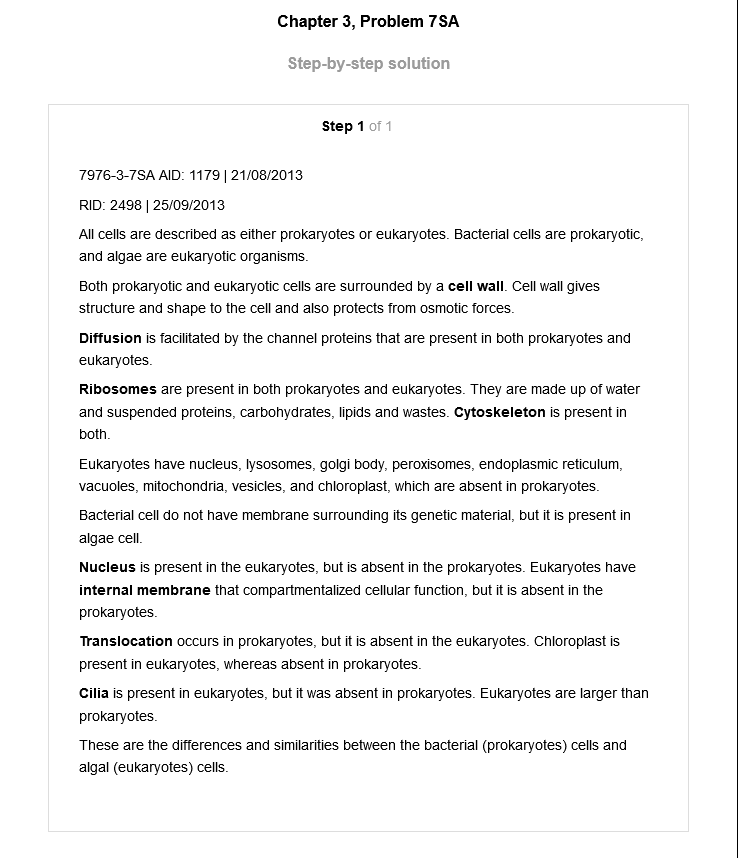 Chapter 3, Problem 7SA
Step-by-step solution
Step 1 of 1
7976-3-7SA AID: 1179 | 21/08/2013
RID: 2498 | 25/09/2013
All cells are described as either prokaryotes or eukaryotes. Bacterial cells are prokaryotic,
and algae are eukaryotic organisms.
Both prokaryotic and eukaryotic cells are surrounded by a cell wall. Cell wall gives
structure and shape to the cell and also protects from osmotic forces.
Diffusion is facilitated by the channel proteins that are present in both prokaryotes and
eukaryotes.
Ribosomes are present in both prokaryotes and eukaryotes. They are made up of water
and suspended proteins, carbohydrates, lipids and wastes. Cytoskeleton is present in
both.
Eukaryotes have nucleus, lysosomes, golgi body, peroxisomes, endoplasmic reticulum,
vacuoles, mitochondria, vesicles, and chloroplast, which are absent in prokaryotes.
Bacterial cell do not have membrane surrounding its genetic material, but it is present in
algae cell.
Nucleus is present in the eukaryotes, but is absent in the prokaryotes. Eukaryotes have
internal membrane that compartmentalized cellular function, but it is absent in the
prokaryotes.
Translocation occurs in prokaryotes, but it is absent in the eukaryotes. Chloroplast is
present in eukaryotes, whereas absent in prokaryotes.
Cilia is present in eukaryotes, but it was absent in prokaryotes. Eukaryotes are larger than
prokaryotes.
These are the differences and similarities between the bacterial (prokaryotes) cells and
algal (eukaryotes) cells.